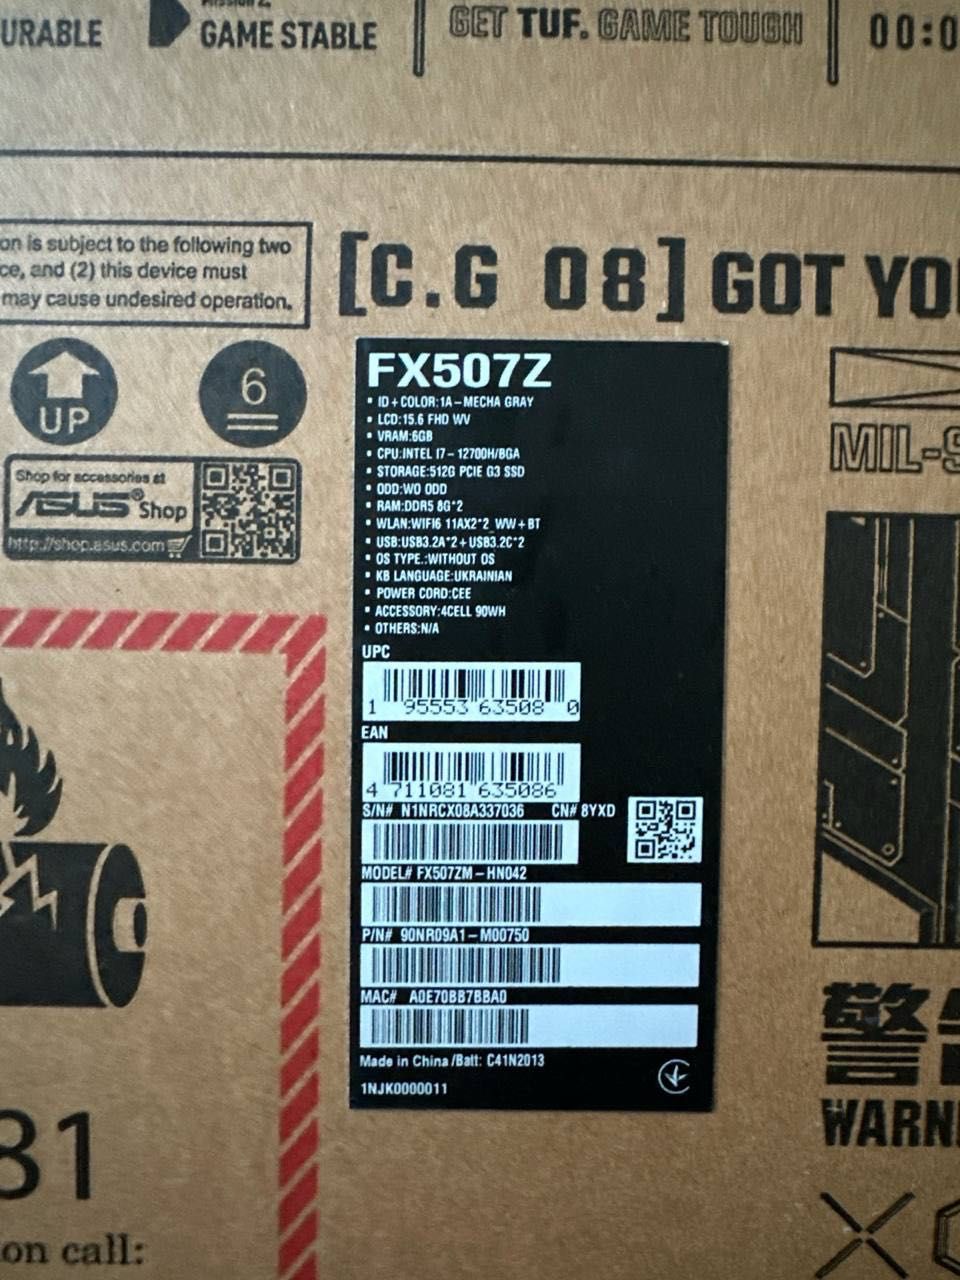 URABLE
GAME STABLE
GET TUF. GAME TOUGH
00:0
on is subject to the following two
ce, and (2) this device must
may cause undesired operation.
[C.G 08] GOT YO
UP
6
Shop for accessories at
ASUS® Shop
http://shop.asus.com
FX507Z
• ID+COLOR:1A-MECHA GRAY
• LCD:15.6 FHD WV
• VRAM:6GB
• CPU:INTEL I7-12700H/BGA
• STORAGE:512G PCIE G3 SSD
• ODD:WO ODD
• RAM:DDR5 8G*2
• WLAN:WIFI6 11AX2*2_WW+BT
• USB:USB3.2A*2+USB3.2C*2
• OS TYPE.:WITHOUT OS
• KB LANGUAGE:UKRAINIAN
• POWER CORD:CEE
• ACCESSORY:4CELL 90WH
• OTHERS:N/A
UPC
1 95553 63508 0
EAN
4 711081 635086
S/N# N1NRCX08A337036 CN# 8YXD
MODEL# FX507ZM-HN042
P/N# 90NR09A1-M00750
MAC# A0E70BB7BBA0
Made in China /Batt: C41N2013
1NJK0000011
MIL-S
警
WARN
81
on call: